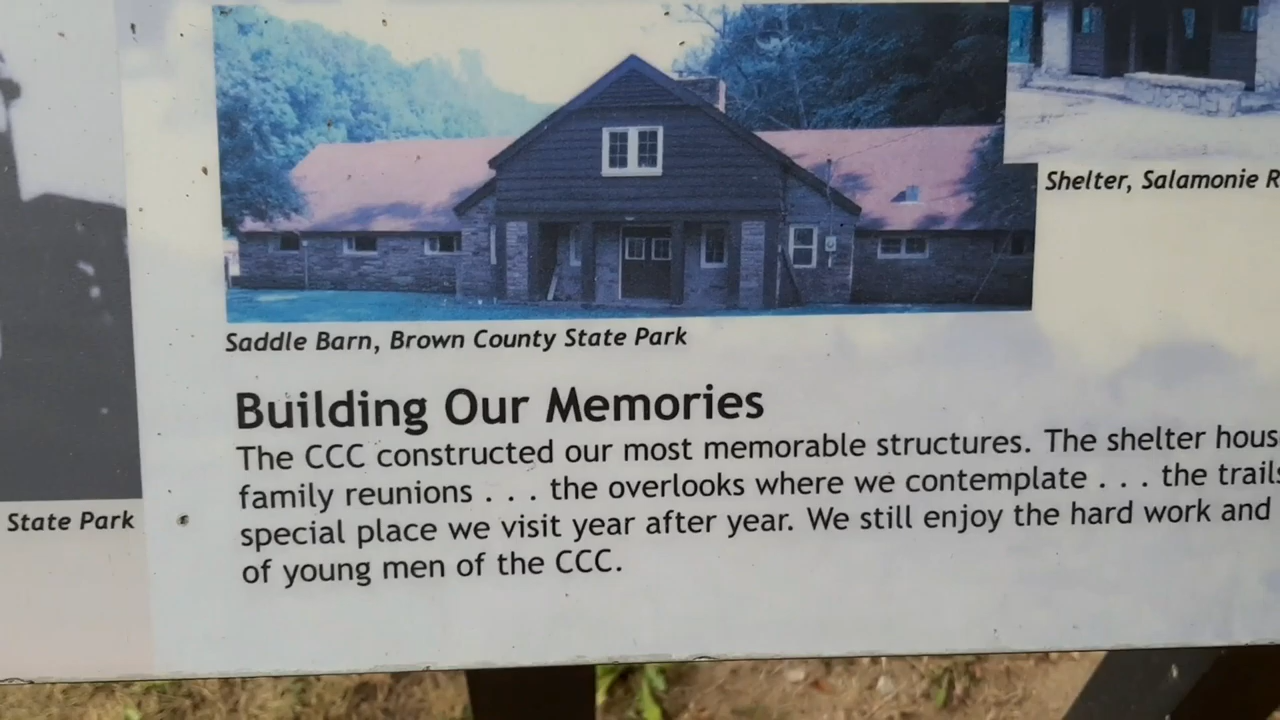 Shelter, Salamonie R
Saddle Barn, Brown County State Park
State Park
Building Our Memories
The CCC constructed our most memorable structures. The shelter hous
family reunions . . . the overlooks where we contemplate . . . the trails
special place we visit year after year. We still enjoy the hard work and
of young men of the CCC.